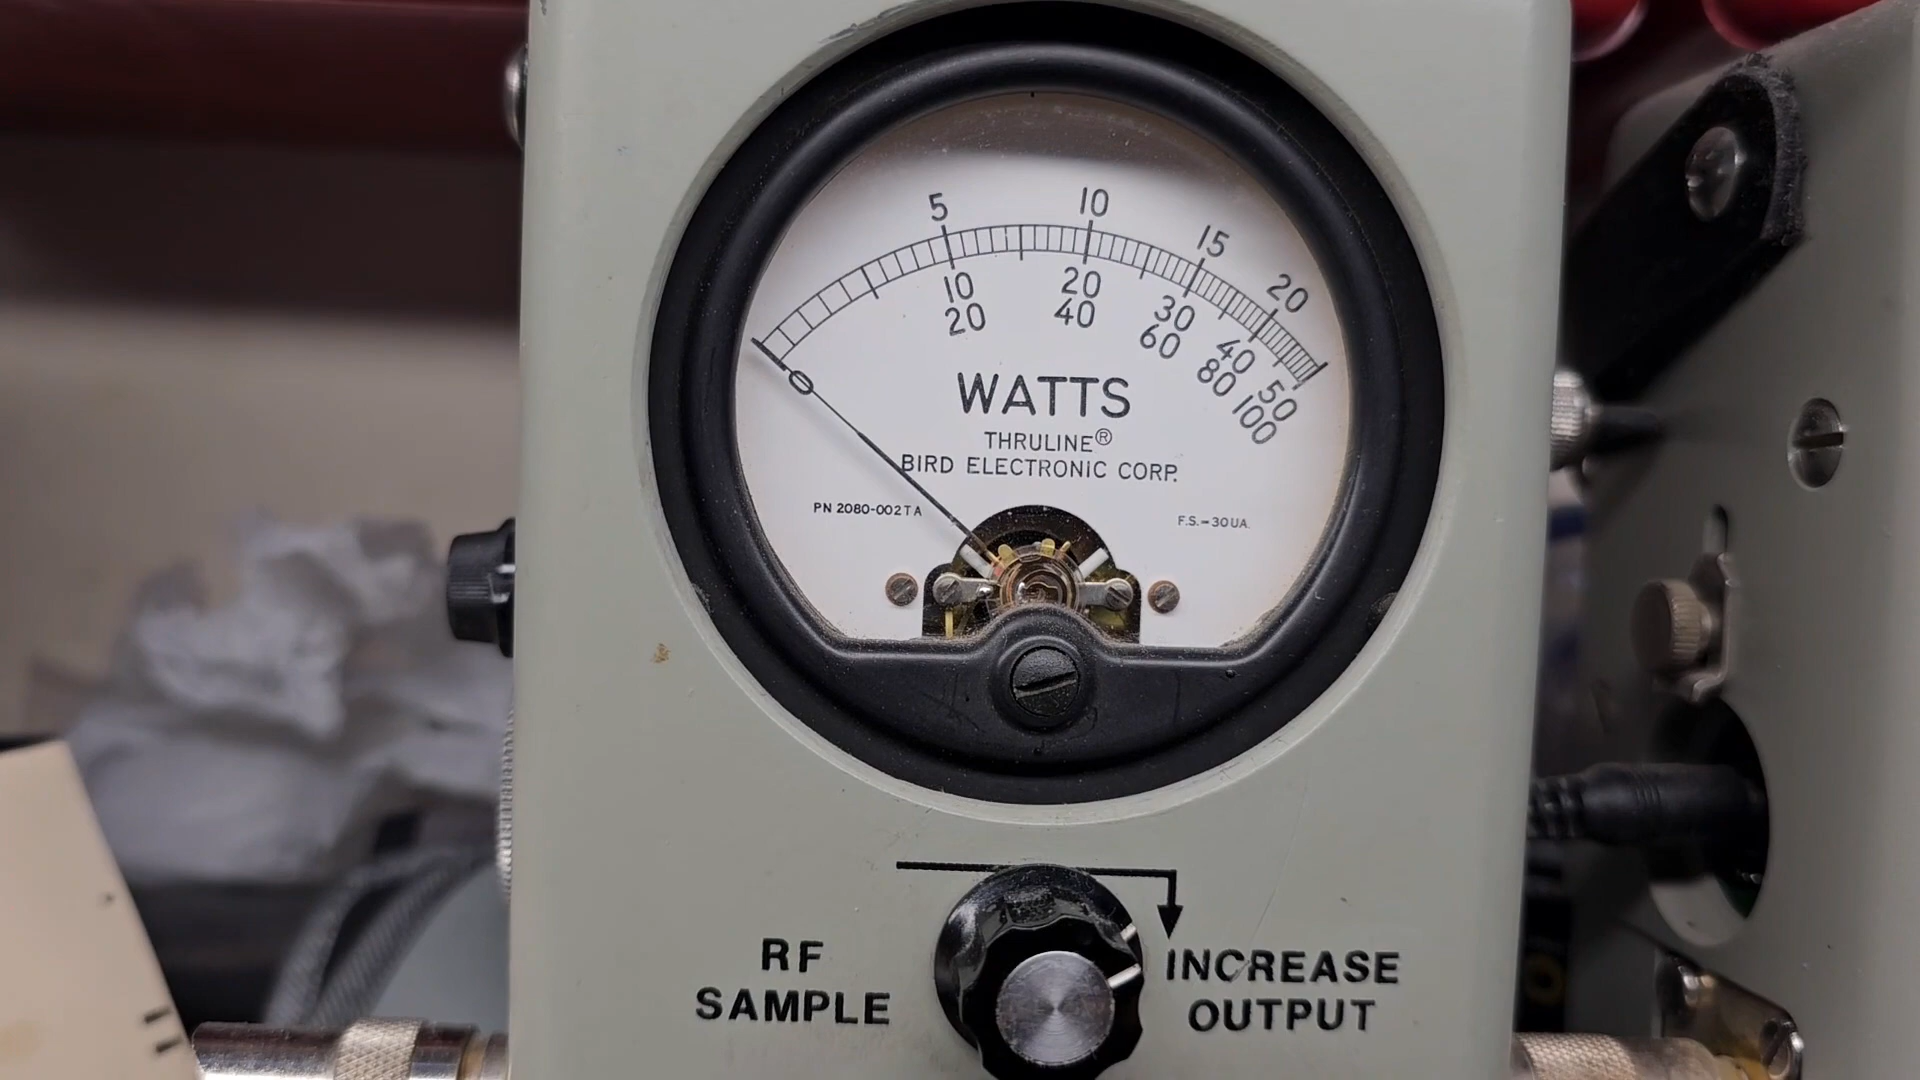 5 10 15 20
10 20 30 40 50
20 40 60 80 100
0
WATTS
THRULINE®
BIRD ELECTRONIC CORP.
PN 2080-002TA
F.S.-30UA.
RF
SAMPLE
INCREASE
OUTPUT